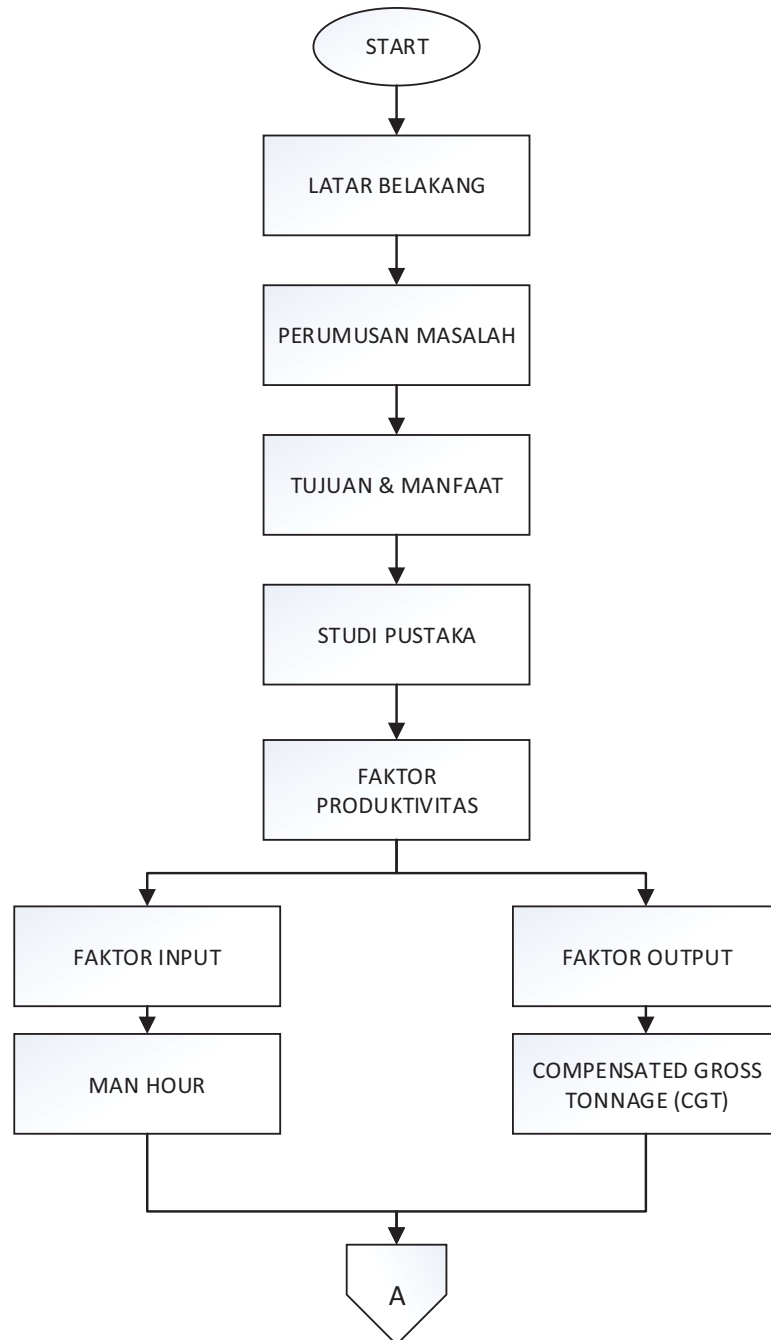 START
LATAR BELAKANG
PERUMUSAN MASALAH
TUJUAN & MANFAAT
STUDI PUSTAKA
FAKTOR
PRODUKTIVITAS
FAKTOR INPUT
FAKTOR OUTPUT
MAN HOUR
COMPENSATED GROSS
TONNAGE (CGT)
A